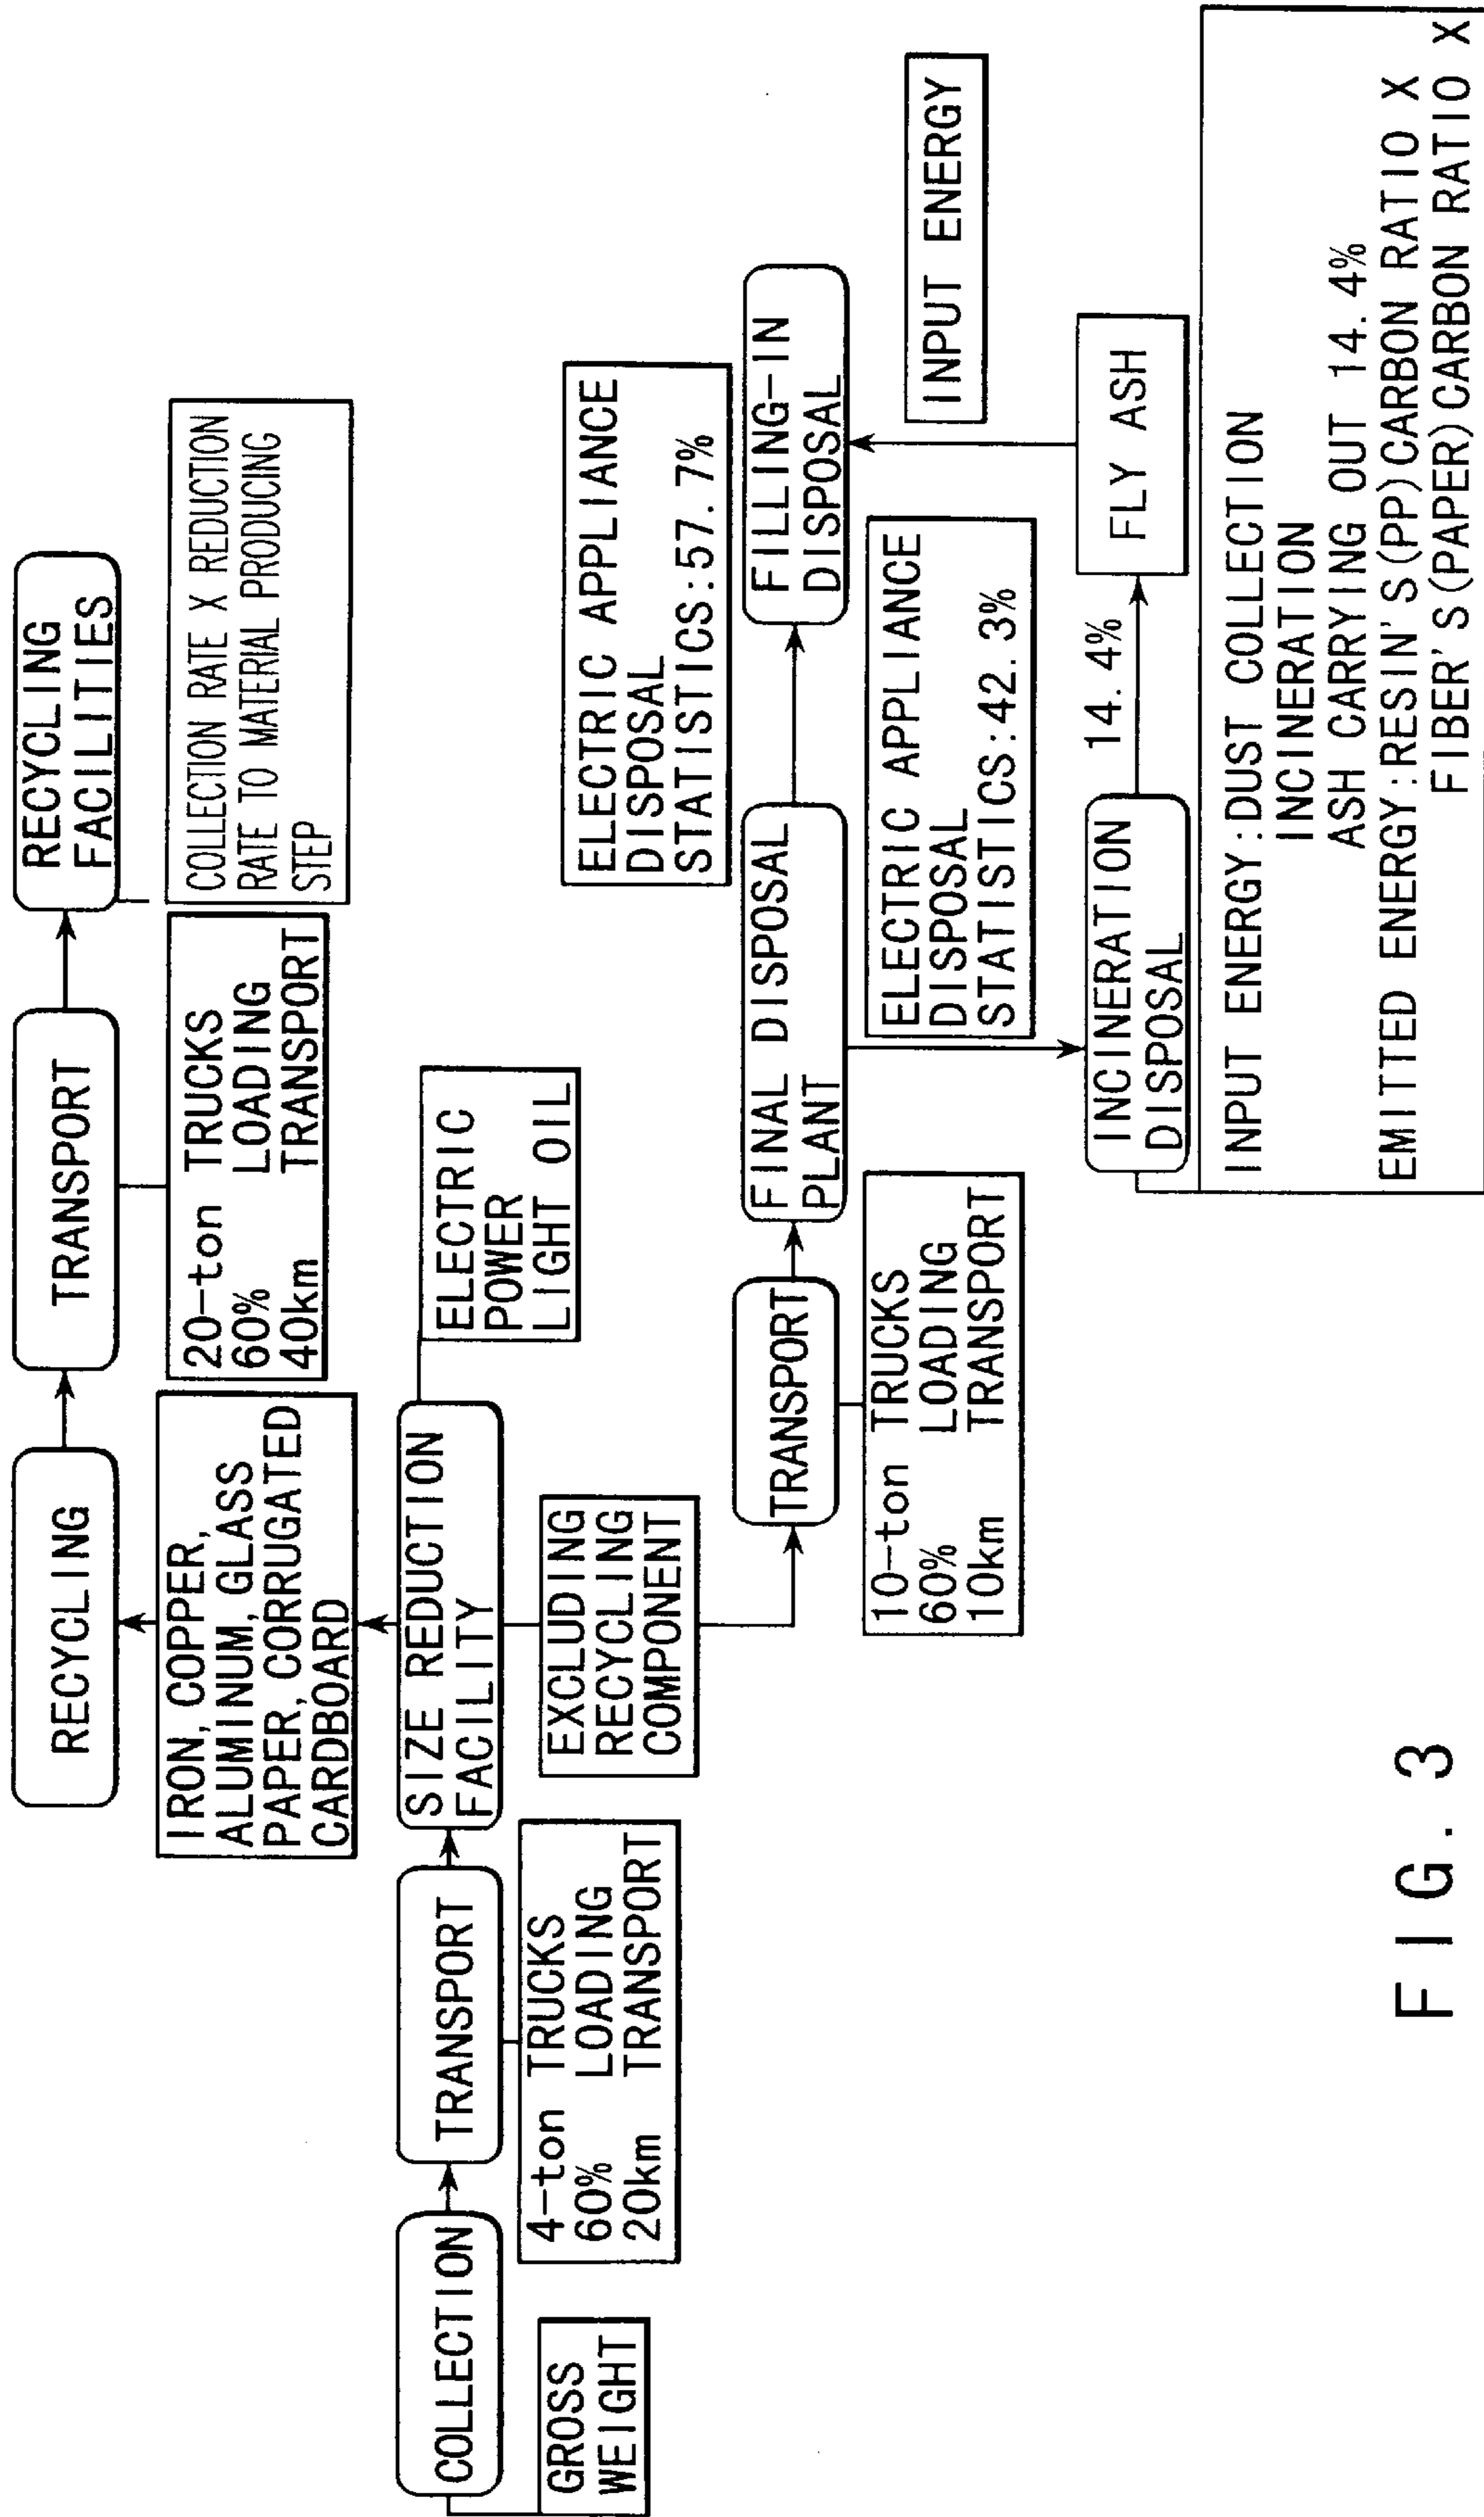 RECYCLING
TRANSPORT
RECYCLING
FACILITIES
IRON, COPPER,
ALUMINUM, GLASS
PAPER, CORRUGATED
CARDBOARD
20-ton TRUCKS
60% LOADING
40km TRANSPORT
COLLECTION RATE X REDUCTION
RATE TO MATERIAL PRODUCING
STEP
COLLECTION
TRANSPORT
SIZE REDUCTION
FACILITY
ELECTRIC
POWER
LIGHT OIL
GROSS
WEIGHT
4-ton TRUCKS
60% LOADING
20km TRANSPORT
EXCLUDING
RECYCLING
COMPONENT
ELECTRIC APPLIANCE
DISPOSAL
STATISTICS:57.7%
TRANSPORT
FINAL DISPOSAL
PLANT
FILLING-IN
DISPOSAL
10-ton TRUCKS
60% LOADING
10km TRANSPORT
ELECTRIC APPLIANCE
DISPOSAL
STATISTICS:42.3%
INPUT ENERGY
INCINERATION
DISPOSAL
14.4%
FLY ASH
INPUT ENERGY:DUST COLLECTION
INCINERATION
ASH CARRYING OUT 14.4%
EMITTED ENERGY:RESIN'S(PP)CARBON RATIO X
FIBER'S(PAPER)CARBON RATIO X
FIG. 3